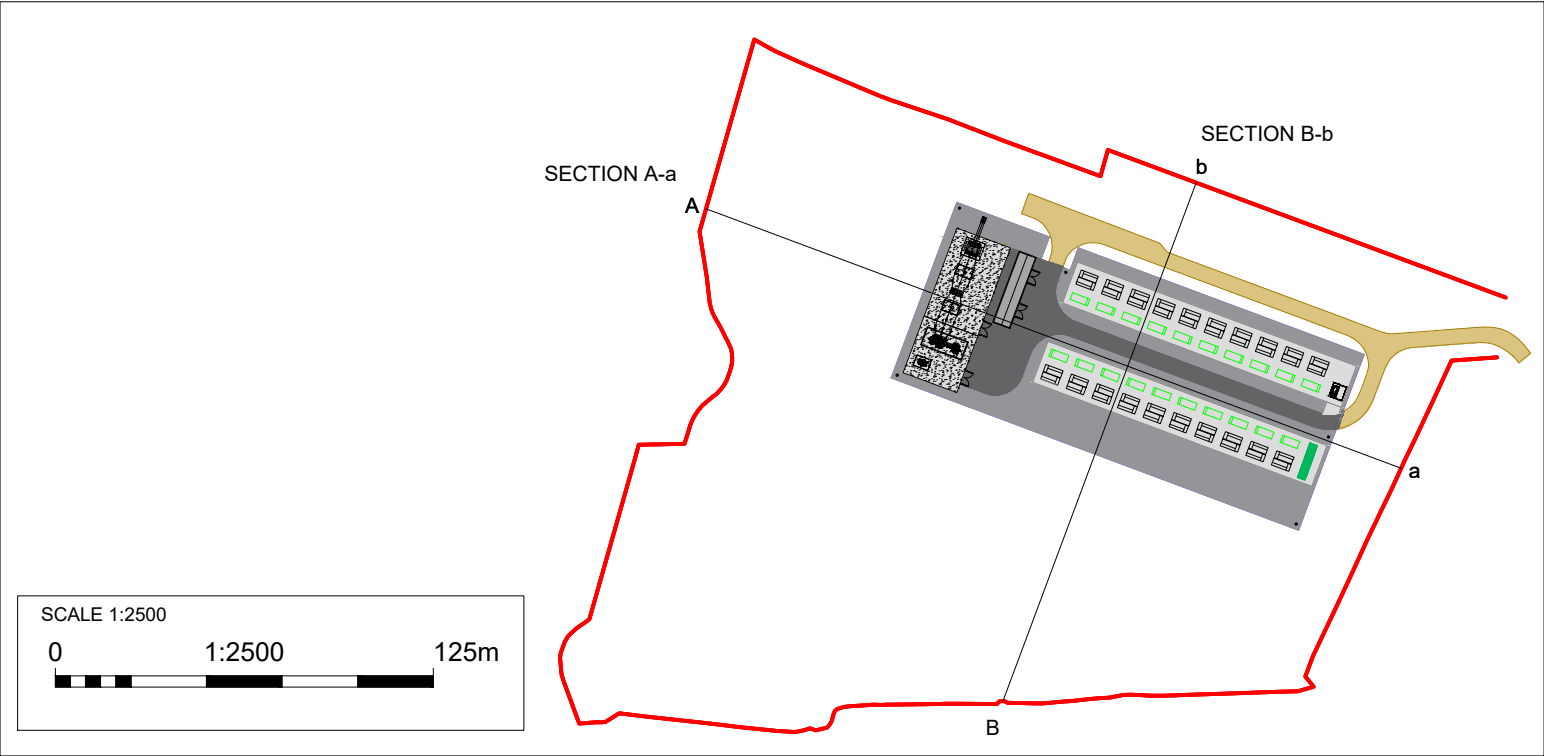 SECTION B-b
b
SECTION A-a
A
a
B
SCALE 1:2500
0 1:2500 125m